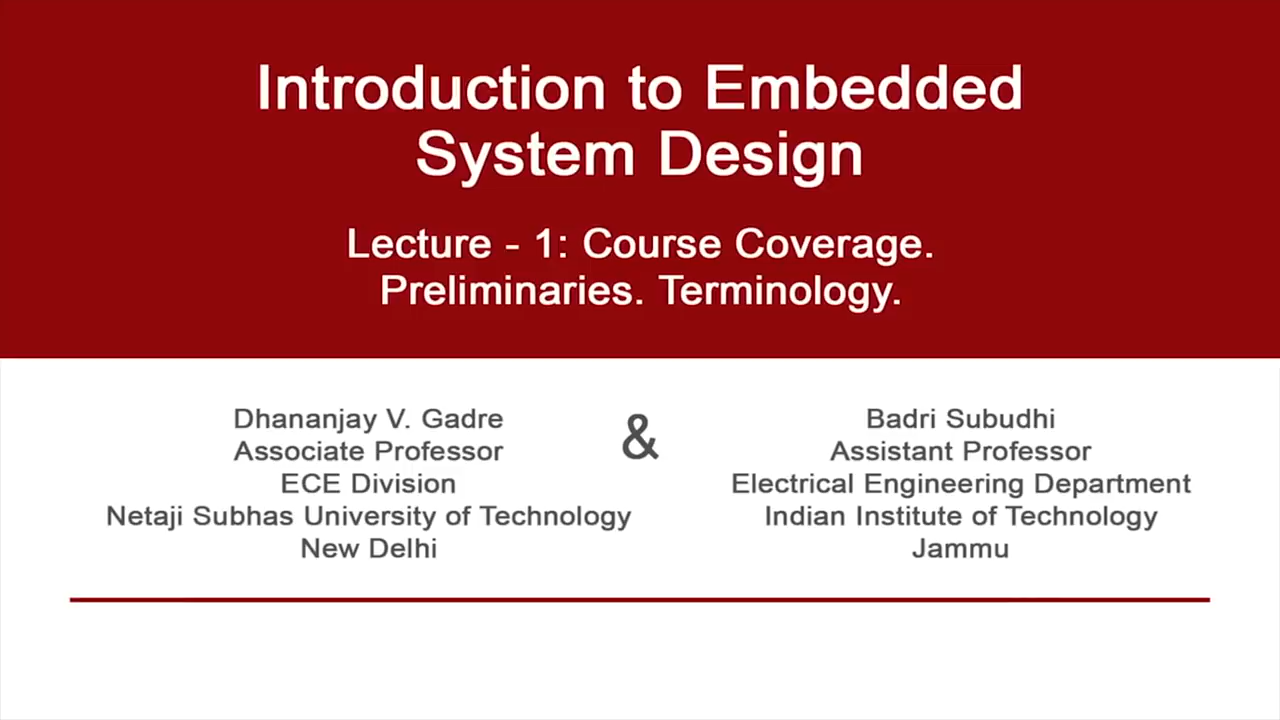 Introduction to Embedded
System Design
Lecture - 1: Course Coverage.
Preliminaries. Terminology.
Dhananjay V. Gadre
Associate Professor
ECE Division
Netaji Subhas University of Technology
New Delhi
&
Badri Subudhi
Assistant Professor
Electrical Engineering Department
Indian Institute of Technology
Jammu